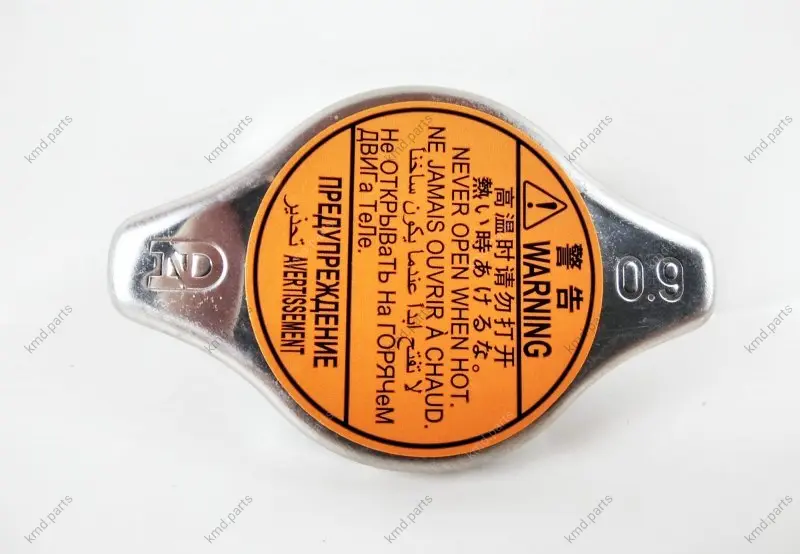 警告
WARNING
高温时请勿打开
熱い時あけるな。
NEVER OPEN WHEN HOT.
NE JAMAIS OUVRIR À CHAUD.
لا تفتح ابدا عندما يكون ساخناً
Не ОТКРЫВАТЬ На ГОРЯЧеМ
ДВИГаТеЛе.
ПРЕДУПРЕЖДЕНИЕ
تحذير AVERTISSEMENT
ND
0.9
kmd.parts